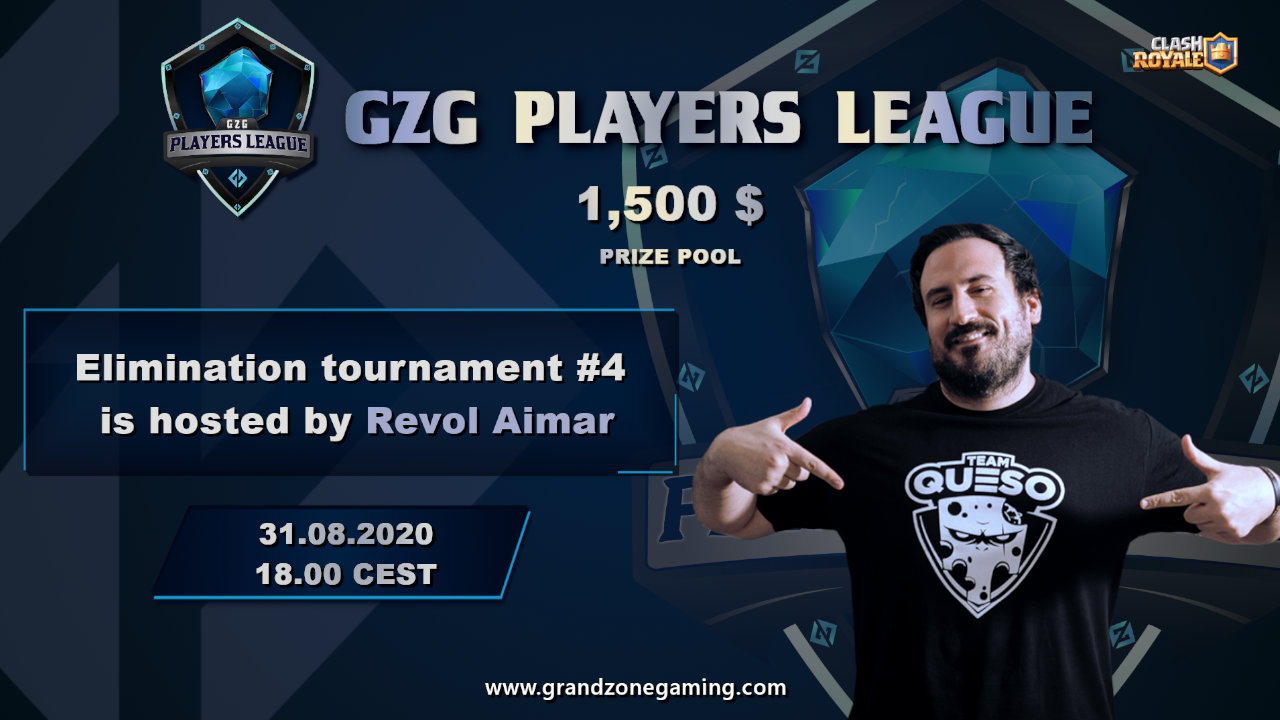 CLASH
ROYALE
GZG
PLAYERS LEAGUE
GZG PLAYERS LEAGUE
1,500 $
PRIZE POOL
Elimination tournament #4
is hosted by Revol Aimar
31.08.2020
18.00 CEST
TEAM
QUESO
www.grandzonegaming.com